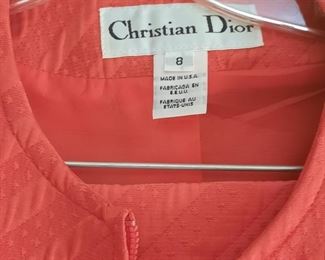 Christian Dior
8
MADE IN U.S.A.
FABRICADA EN
E.E.U.U.
FABRIQUE AU
ETATS-UNIS